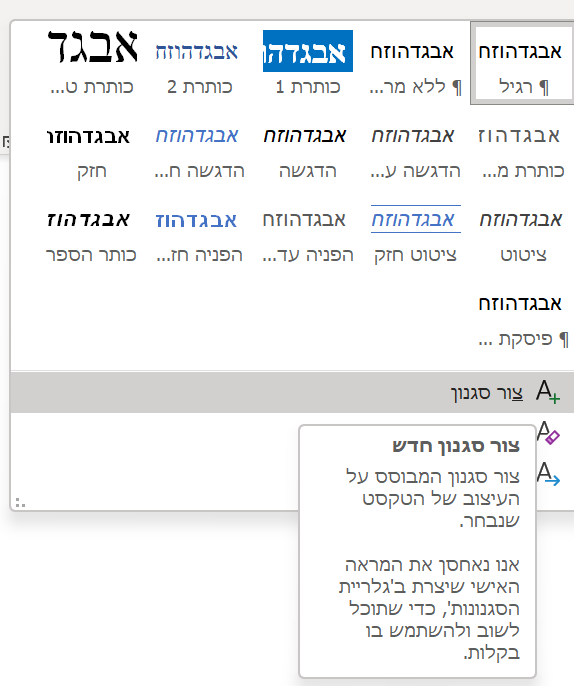 אבגדהוזח אבגדהוזח אבגדהו אבגדהוזח אבגד
¶ רגיל ¶ ללא מר... כותרת 1 כותרת 2 כותרת ט...
אבגדהוז אבגדהוזח אבגדהוזח אבגדהוזח אבגדהוזח
כותרת מ... הדגשה ע... הדגשה הדגשה ח... חזק
אבגדהוזח אבגדהוזח אבגדהוזח אבגדהוז אבגדהוז
ציטוט ציטוט חזק הפניה עד... הפניה חז... כותר הספר
אבגדהוזח
¶ פיסקת ...
צור סגנון
צור סגנון חדש
צור סגנון המבוסס על
העיצוב של הטקסט
שנבחר.
אנו נאחסן את המראה
האישי שיצרת ב'גלריית
הסגנונות', כדי שתוכל
לשוב ולהשתמש בו
בקלות.